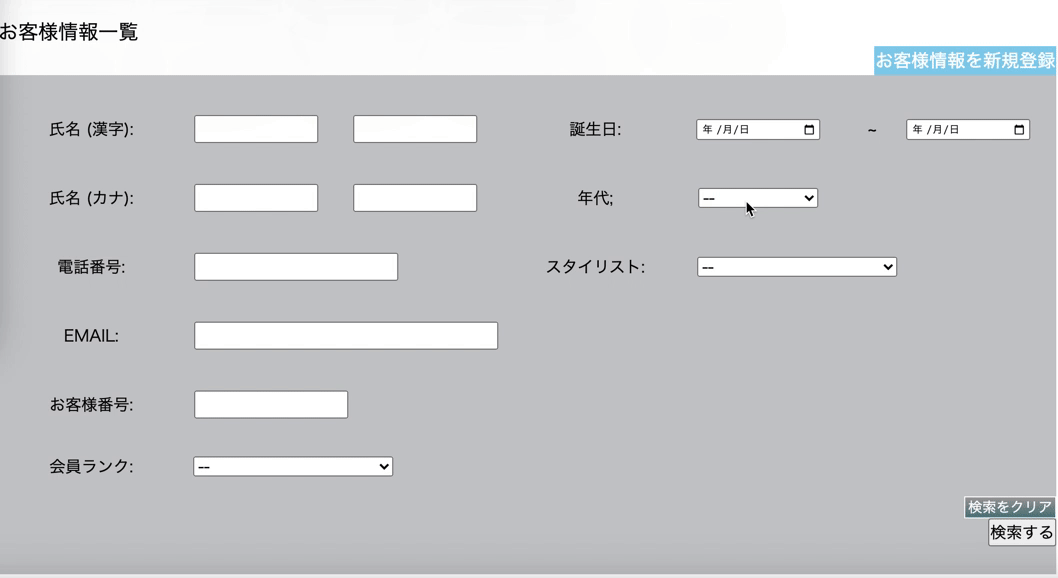 お客様情報一覧
お客様情報を新規登録
氏名 (漢字):
誕生日: 年 /月/日 ~ 年 /月/日
氏名 (カナ):
年代; --
電話番号:
スタイリスト: --
EMAIL:
お客様番号:
会員ランク: --
検索をクリア
検索する